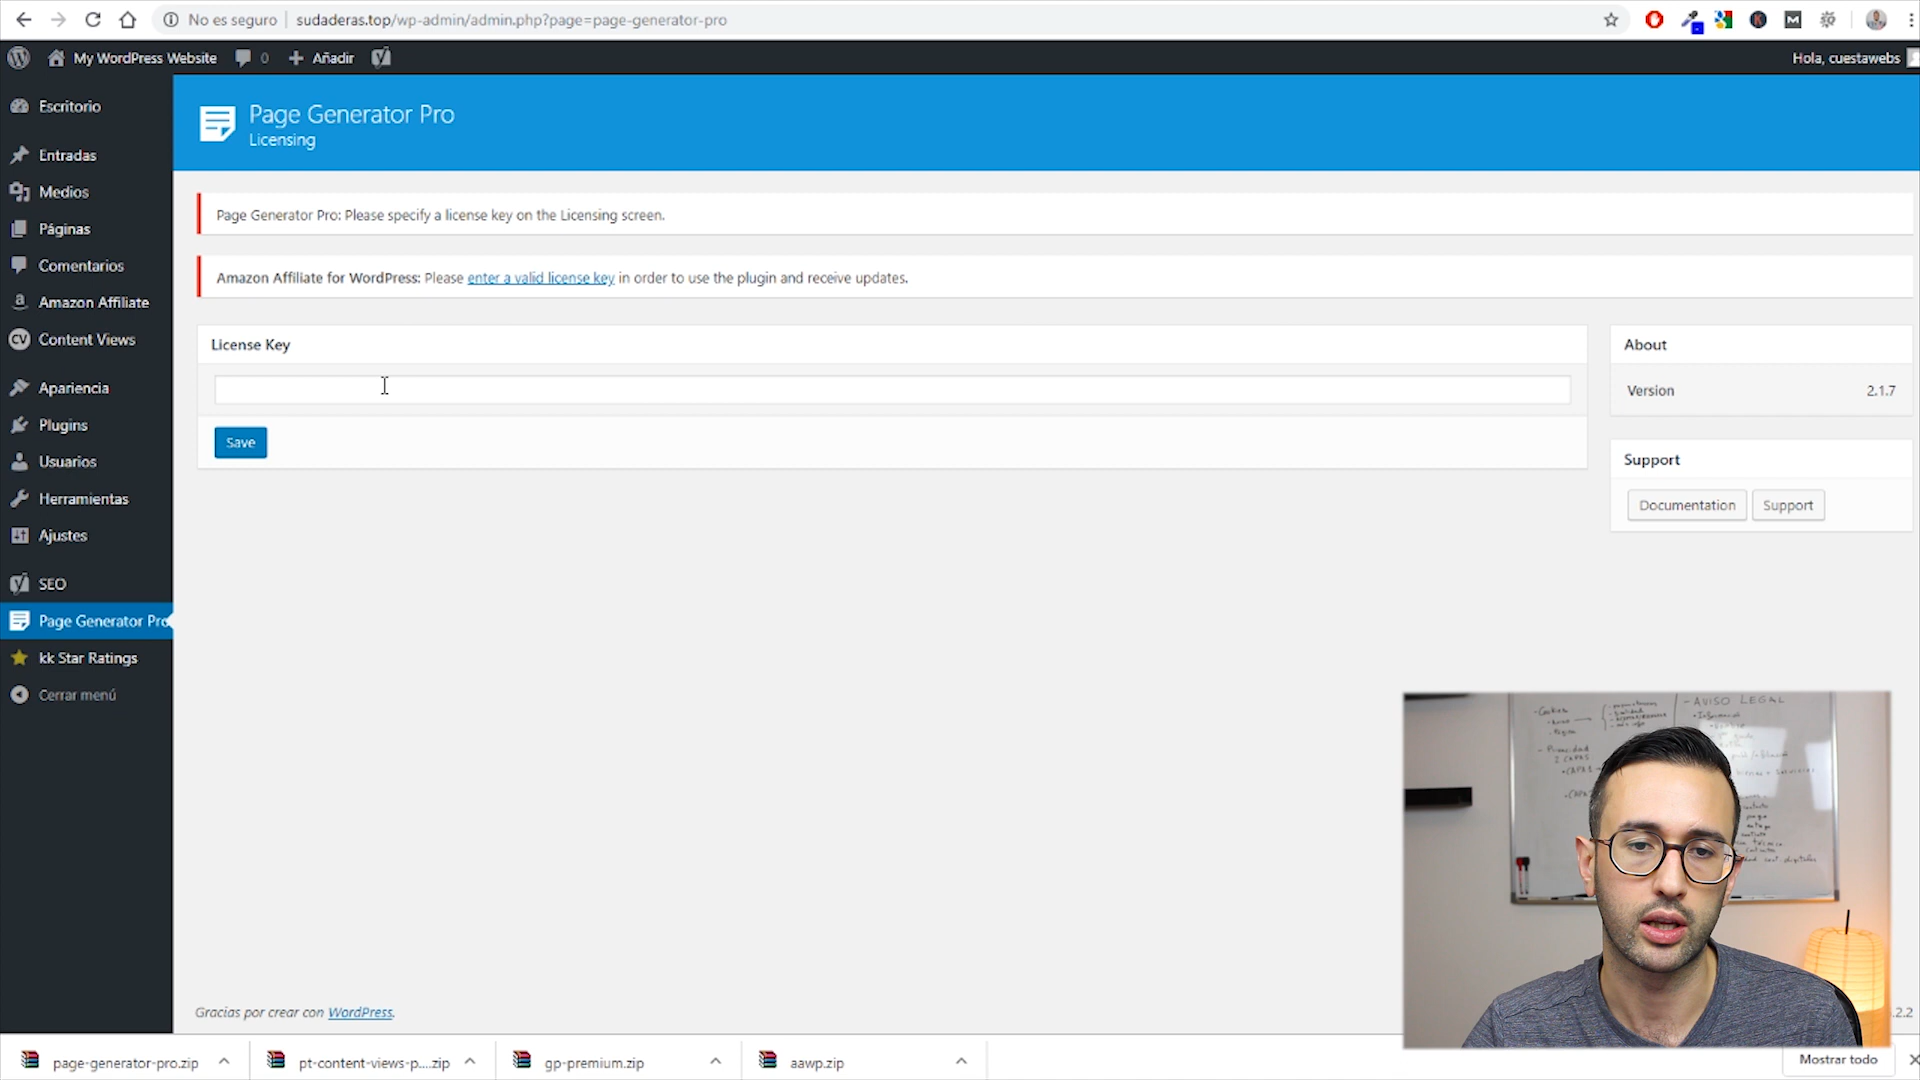 No es seguro
sudaderas.top/wp-admin/admin.php?page=page-generator-pro
My WordPress Website
0
Añadir
Hola, cuestawebs
Escritorio
Entradas
Medios
Páginas
Comentarios
Amazon Affiliate
Content Views
Apariencia
Plugins
Usuarios
Herramientas
Ajustes
SEO
Page Generator Pro
kk Star Ratings
Cerrar menú
Page Generator Pro
Licensing
Page Generator Pro: Please specify a license key on the Licensing screen.
Amazon Affiliate for WordPress: Please enter a valid license key in order to use the plugin and receive updates.
License Key
Save
About
Version 2.1.7
Support
Documentation Support
- AVISO LEGAL
Gracias por crear con WordPress.
.2.2
page-generator-pro.zip
pt-content-views-p....zip
gp-premium.zip
aawp.zip
Mostrar todo